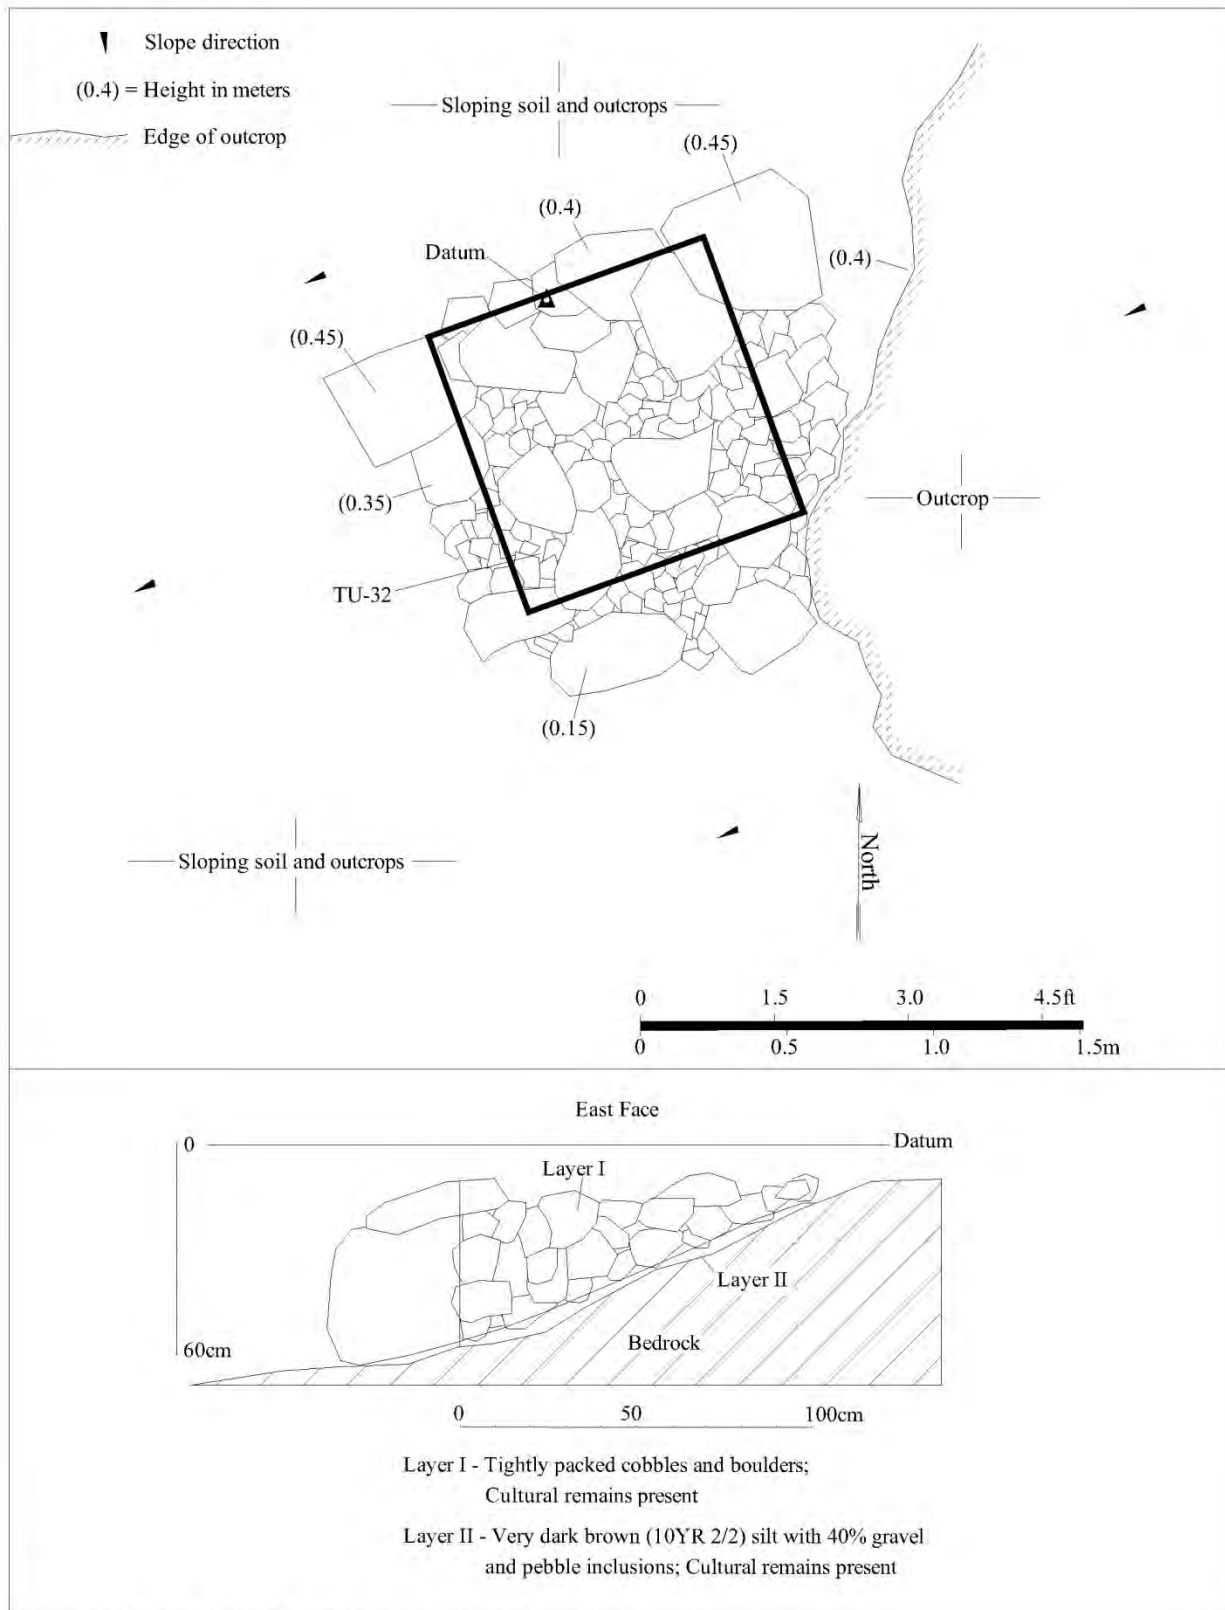 Slope direction
(0.4) = Height in meters
Edge of outcrop
Sloping soil and outcrops
(0.45)
(0.4)
Datum
(0.4)
(0.45)
(0.35)
Outcrop
TU-32
(0.15)
Sloping soil and outcrops
North
0 1.5 3.0 4.5ft
0 0.5 1.0 1.5m
East Face
0
Datum
Layer I
Layer II
Bedrock
60cm
0 50 100cm
Layer I - Tightly packed cobbles and boulders;
Cultural remains present
Layer II - Very dark brown (10YR 2/2) silt with 40% gravel
and pebble inclusions; Cultural remains present